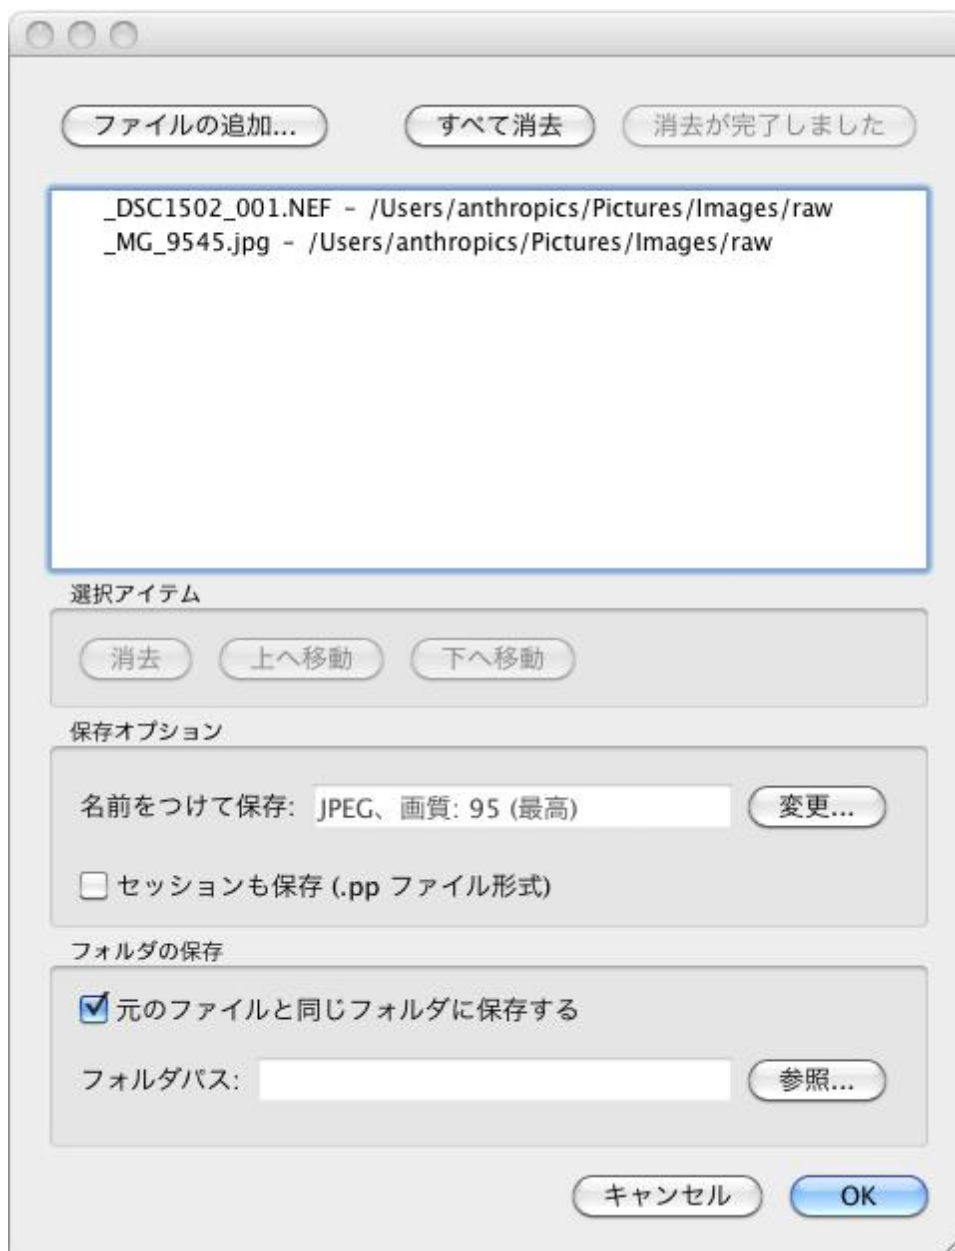 ファイルの追加... すべて消去 消去が完了しました
_DSC1502_001.NEF – /Users/anthropics/Pictures/Images/raw
_MG_9545.jpg – /Users/anthropics/Pictures/Images/raw
選択アイテム
消去 上へ移動 下へ移動
保存オプション
名前をつけて保存: JPEG、画質: 95 (最高) 変更...
セッションも保存 (.pp ファイル形式)
フォルダの保存
元のファイルと同じフォルダに保存する
フォルダパス: 参照...
キャンセル OK